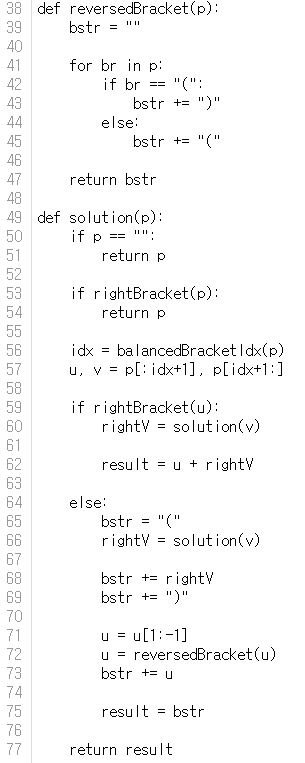 38 def reversedBracket(p):
39     bstr = ""
40
41     for br in p:
42         if br == "(":
43             bstr += ")"
44         else:
45             bstr += "("
46
47     return bstr
48
49 def solution(p):
50     if p == "":
51         return p
52
53     if rightBracket(p):
54         return p
55
56     idx = balancedBracketIdx(p)
57     u, v = p[:idx+1], p[idx+1:]
58
59     if rightBracket(u):
60         rightV = solution(v)
61
62         result = u + rightV
63
64     else:
65         bstr = "("
66         rightV = solution(v)
67
68         bstr += rightV
69         bstr += ")"
70
71         u = u[1:-1]
72         u = reversedBracket(u)
73         bstr += u
74
75         result = bstr
76
77     return result